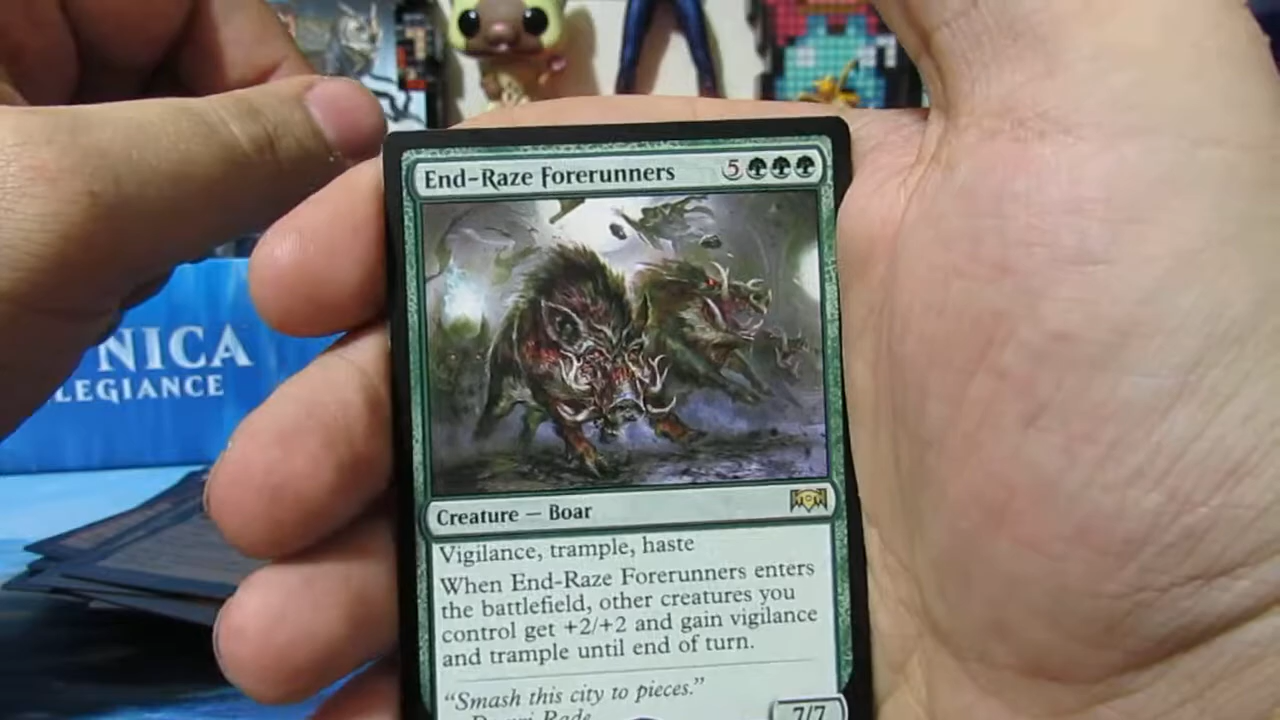 End-Raze Forerunners 5
NICA
LEGIANCE
Creature — Boar
Vigilance, trample, haste
When End-Raze Forerunners enters
the battlefield, other creatures you
control get +2/+2 and gain vigilance
and trample until end of turn.
"Smash this city to pieces."
Domri Rade
7/7